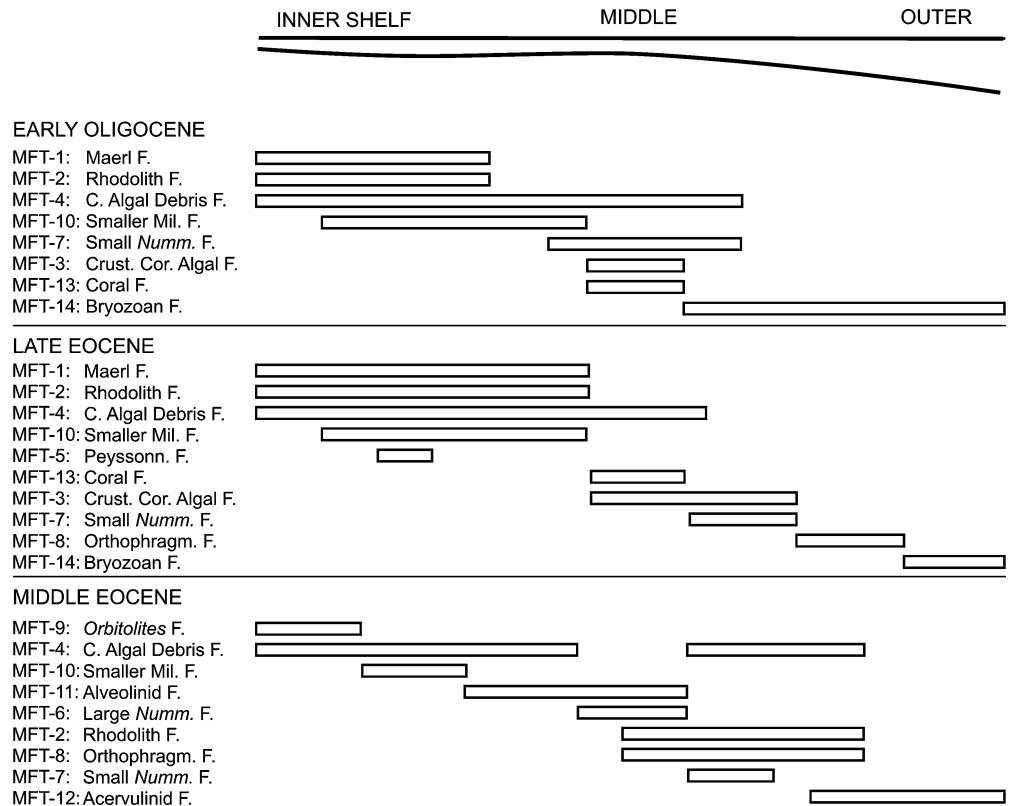 INNER SHELF MIDDLE OUTER
EARLY OLIGOCENE
MFT-1: Maerl F.
MFT-2: Rhodolith F.
MFT-4: C. Algal Debris F.
MFT-10: Smaller Mil. F.
MFT-7: Small Numm. F.
MFT-3: Crust. Cor. Algal F.
MFT-13: Coral F.
MFT-14: Bryozoan F.
LATE EOCENE
MFT-1: Maerl F.
MFT-2: Rhodolith F.
MFT-4: C. Algal Debris F.
MFT-10: Smaller Mil. F.
MFT-5: Peyssonn. F.
MFT-13: Coral F.
MFT-3: Crust. Cor. Algal F.
MFT-7: Small Numm. F.
MFT-8: Orthophragm. F.
MFT-14: Bryozoan F.
MIDDLE EOCENE
MFT-9: Orbitolites F.
MFT-4: C. Algal Debris F.
MFT-10: Smaller Mil. F.
MFT-11: Alveolinid F.
MFT-6: Large Numm. F.
MFT-2: Rhodolith F.
MFT-8: Orthophragm. F.
MFT-7: Small Numm. F.
MFT-12: Acervulinid F.